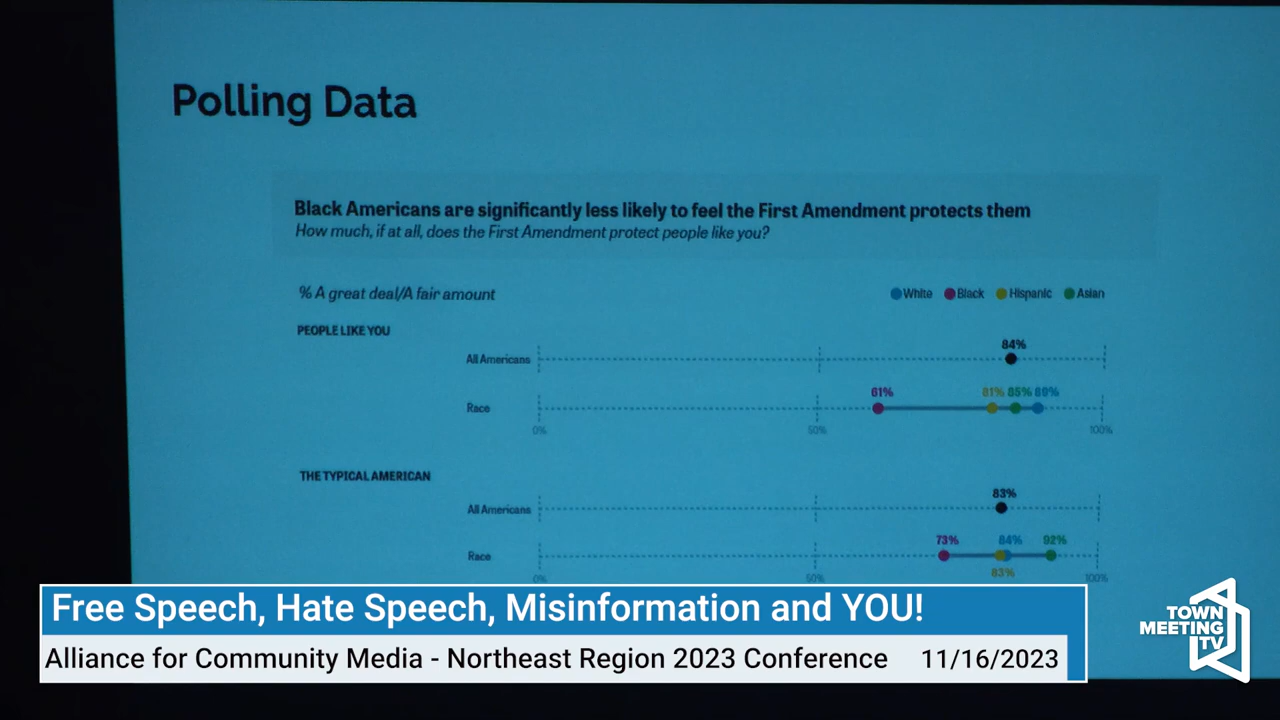 Polling Data
Black Americans are significantly less likely to feel the First Amendment protects them
How much, if at all, does the First Amendment protect people like you?
% A great deal/A fair amount
White Black Hispanic Asian
PEOPLE LIKE YOU
84%
All Americans
61% 81% 85% 89%
Race
0% 50% 100%
THE TYPICAL AMERICAN
83%
All Americans
73% 84% 92%
Race
83%
0% 50% 100%
Free Speech, Hate Speech, Misinformation and YOU!
Alliance for Community Media - Northeast Region 2023 Conference 11/16/2023
TOWN
MEETING
TV